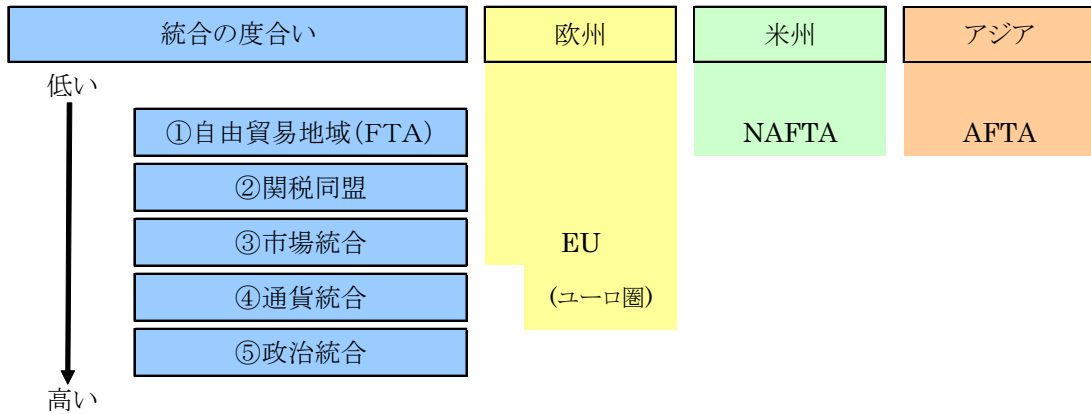 統合の度合い 欧州 米州 アジア
低い
①自由貿易地域(FTA) NAFTA AFTA
②関税同盟
③市場統合 EU
④通貨統合 (ユーロ圏)
⑤政治統合
高い